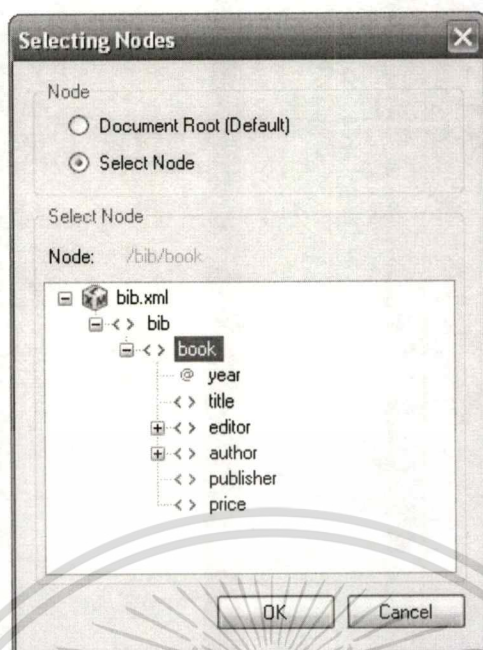 Selecting Nodes
Node
Document Root (Default)
Select Node
Select Node
Node: /bib/book
bib.xml
< > bib
< > book
@ year
< > title
< > editor
< > author
< > publisher
< > price
OK
Cancel